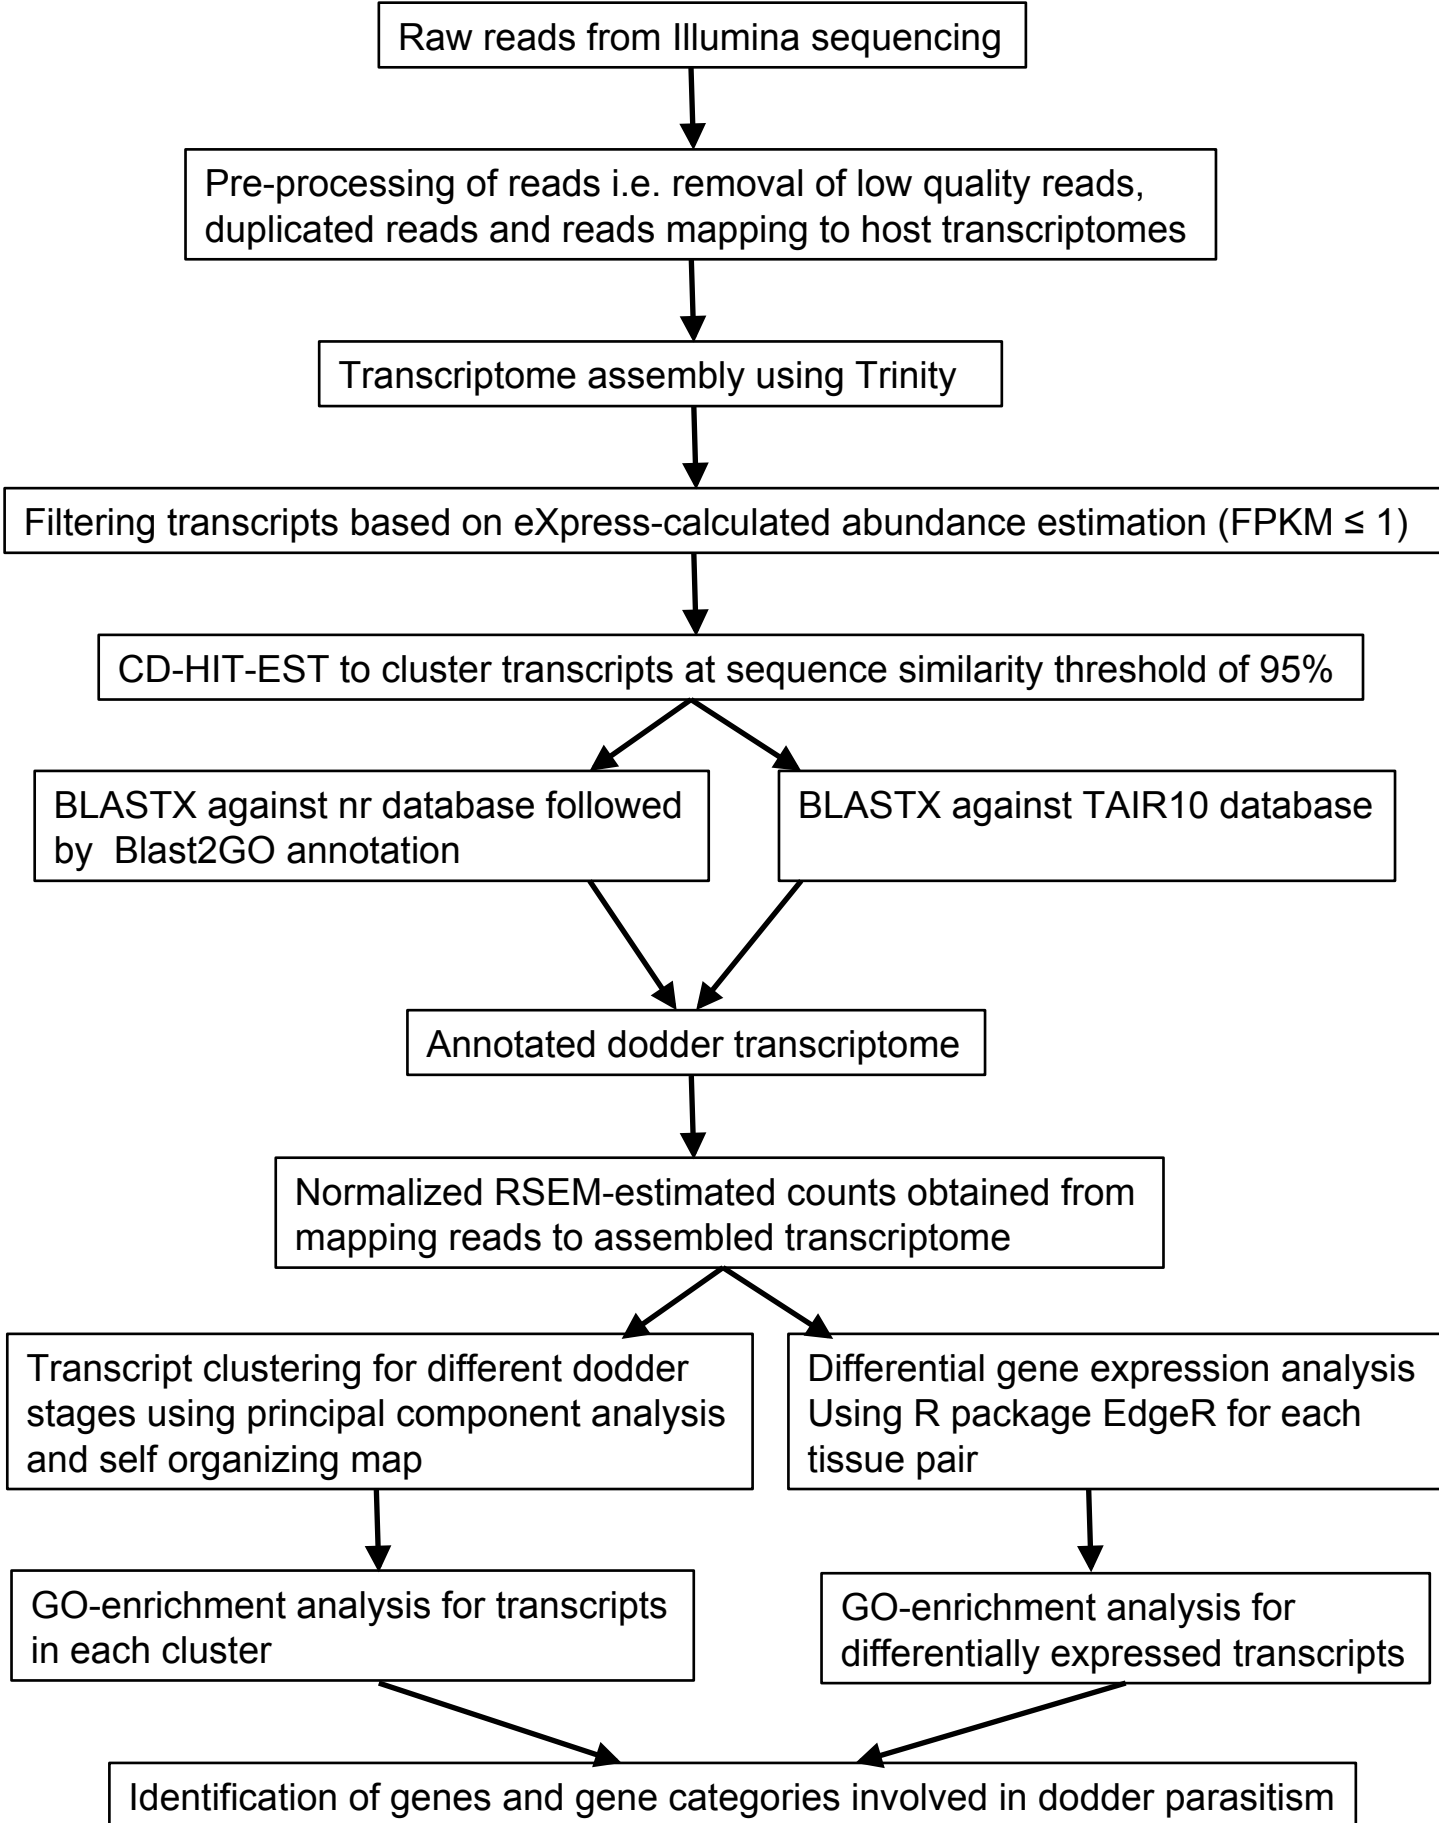 Raw reads from Illumina sequencing
Pre-processing of reads i.e. removal of low quality reads,
duplicated reads and reads mapping to host transcriptomes
Transcriptome assembly using Trinity
Filtering transcripts based on eXpress-calculated abundance estimation (FPKM ≤ 1)
CD-HIT-EST to cluster transcripts at sequence similarity threshold of 95%
BLASTX against nr database followed
by  Blast2GO annotation
BLASTX against TAIR10 database
Annotated dodder transcriptome
Normalized RSEM-estimated counts obtained from
mapping reads to assembled transcriptome
Transcript clustering for different dodder
stages using principal component analysis
and self organizing map
Differential gene expression analysis
Using R package EdgeR for each
tissue pair
GO-enrichment analysis for transcripts
in each cluster
GO-enrichment analysis for
differentially expressed transcripts
Identification of genes and gene categories involved in dodder parasitism